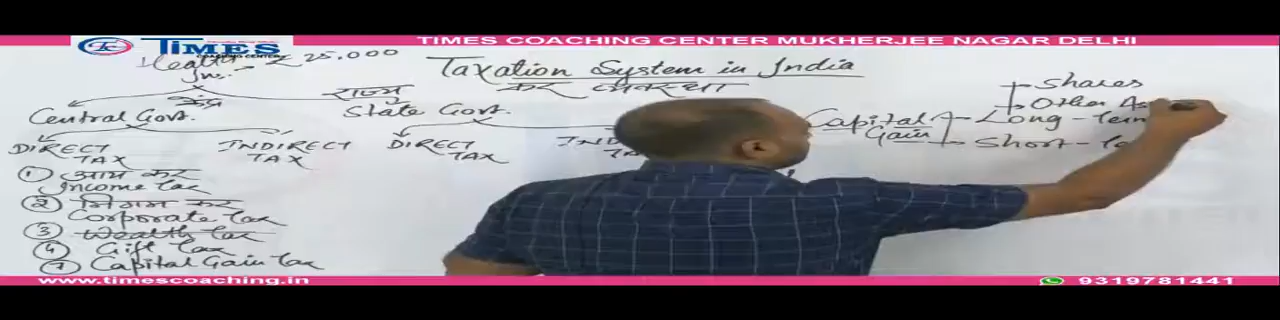 TIMES COACHING CENTER MUKHERJEE NAGAR DELHI
TIMES
Health 25,000
Ins.-
Taxation System in India
कर व्यवस्था
केंद्र
राज्य
Central Govt.
State Govt.
DIRECT TAX
INDIRECT TAX
DIRECT TAX
① आय कर
Income tax
② निगम कर
Corporate tax
③ Wealth tax
④ Gift tax
⑦ Capital Gain tax
Capital Gain
Shares
Other
Long-term
Short-
www.timescoaching.in
9319781441